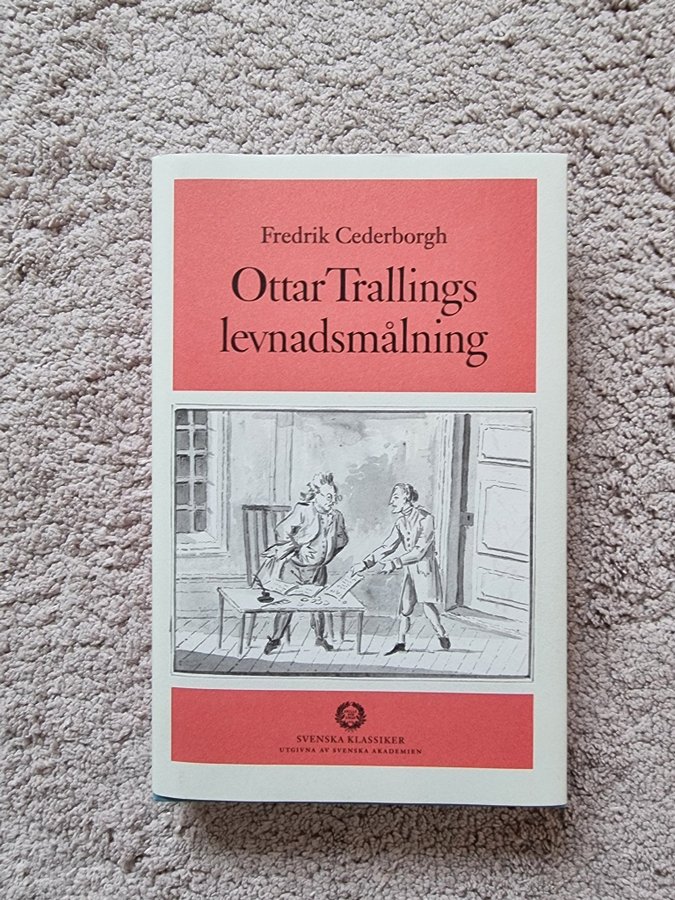 Fredrik Cederborgh
Ottar Trallings
levnadsmålning
SVENSKA KLASSIKER
UTGIVNA AV SVENSKA AKADEMIEN